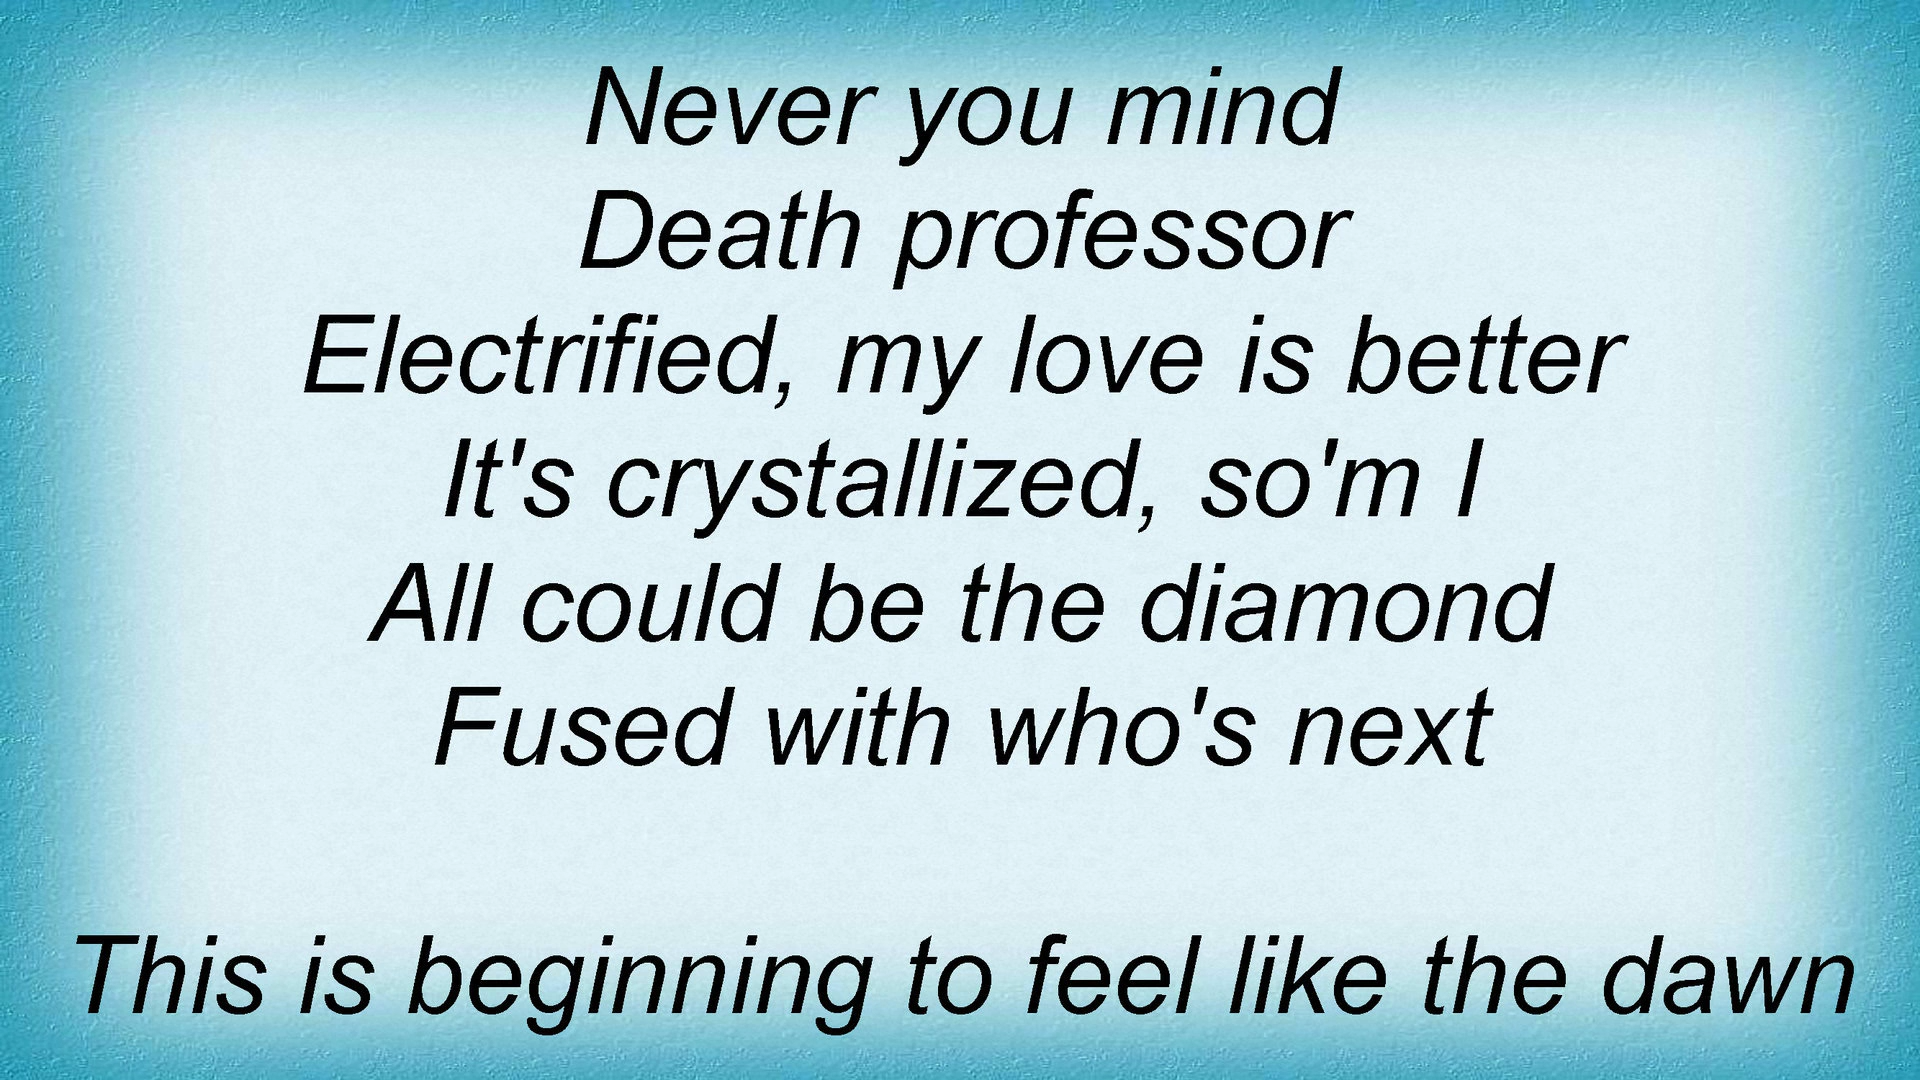 Never you mind
Death professor
Electrified, my love is better
It's crystallized, so'm I
All could be the diamond
Fused with who's next
This is beginning to feel like the dawn